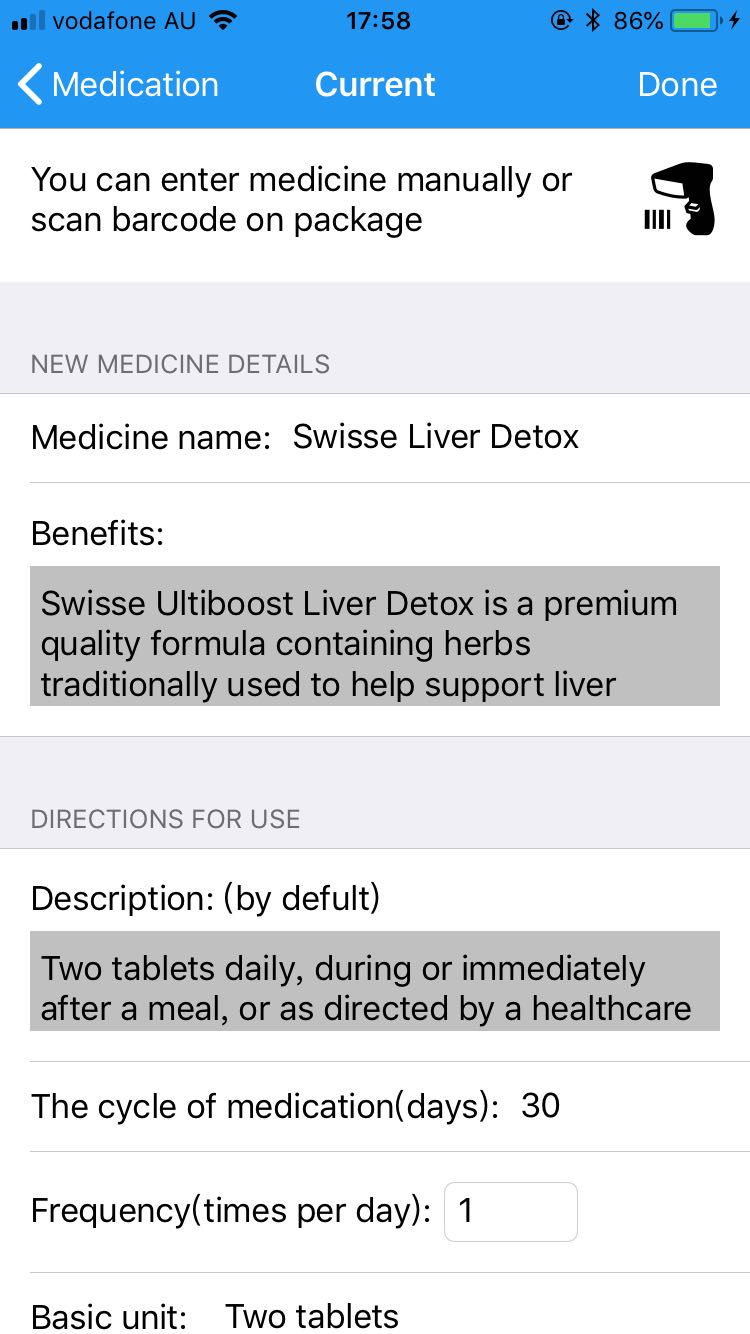 vodafone AU 17:58 86%
Medication Current Done
You can enter medicine manually or
scan barcode on package
NEW MEDICINE DETAILS
Medicine name: Swisse Liver Detox
Benefits:
Swisse Ultiboost Liver Detox is a premium
quality formula containing herbs
traditionally used to help support liver
DIRECTIONS FOR USE
Description: (by defult)
Two tablets daily, during or immediately
after a meal, or as directed by a healthcare
The cycle of medication(days): 30
Frequency(times per day): 1
Basic unit: Two tablets